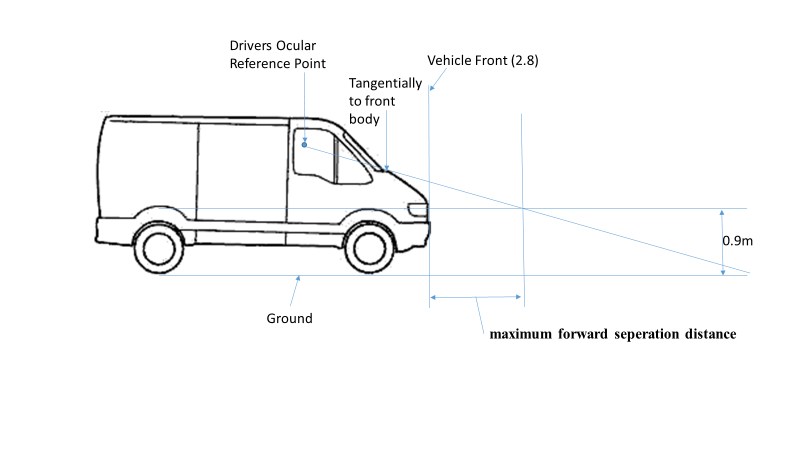 Drivers Ocular
Reference Point
Vehicle Front (2.8)
Tangentially
to front
body
0.9m
Ground
maximum forward seperation distance